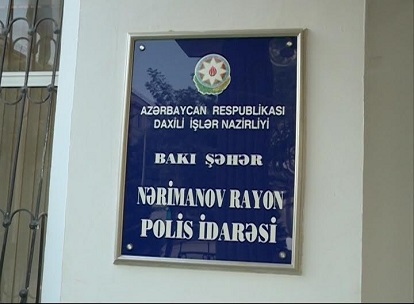 AZƏRBAYCAN RESPUBLİKASI
DAXİLİ İŞLƏR NAZİRLİYİ
BAKI ŞƏHƏR
NƏRİMANOV RAYON
POLİS İDARƏSİ